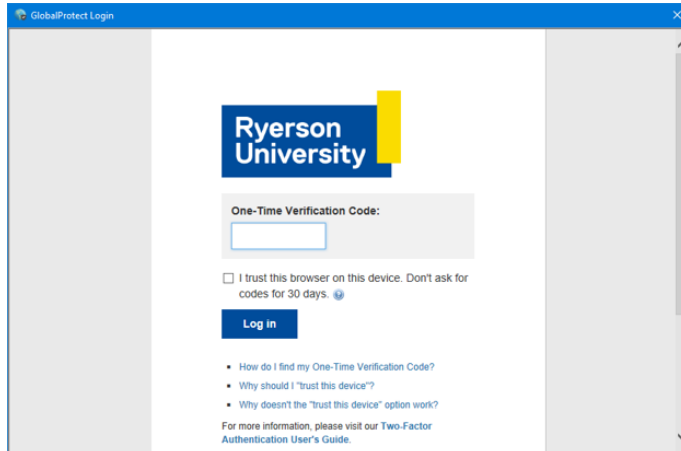 GlobalProtect Login
Ryerson
University
One-Time Verification Code:
I trust this browser on this device. Don't ask for
codes for 30 days.
Log in
How do I find my One-Time Verification Code?
Why should I "trust this device"?
Why doesn't the "trust this device" option work?
For more information, please visit our Two-Factor
Authentication User's Guide.